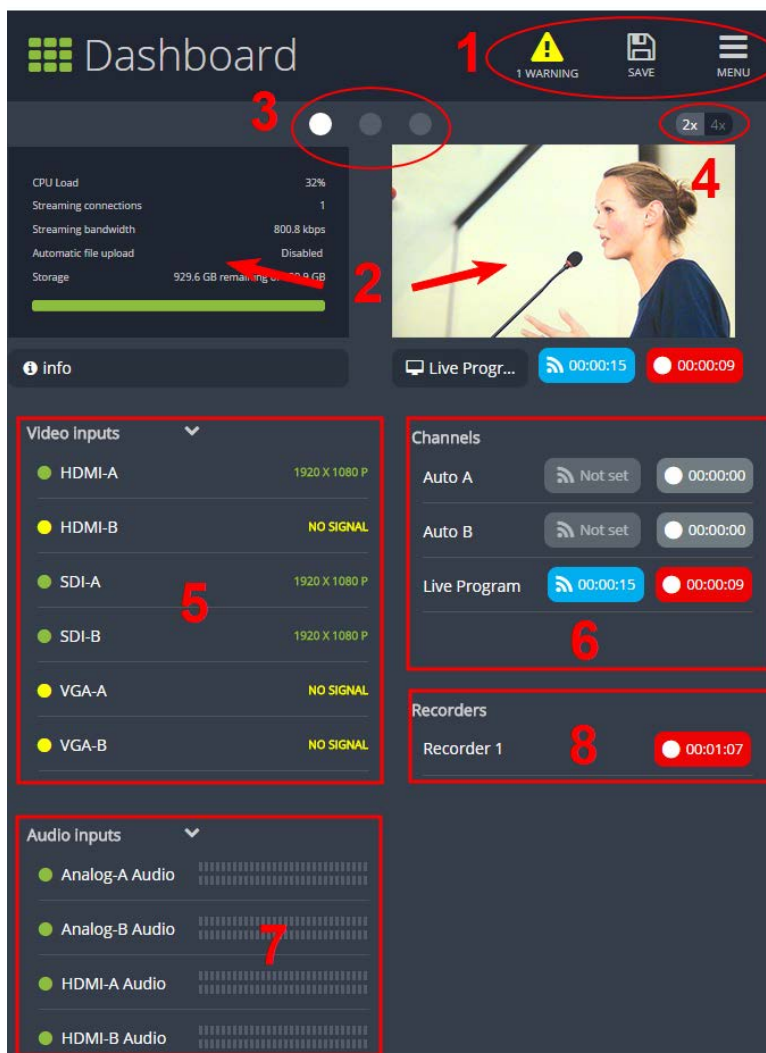 Dashboard
1
1 WARNING
SAVE
MENU
3
2x 4x
4
CPU Load 32%
Streaming connections 1
Streaming bandwidth 800.8 kbps
Automatic file upload Disabled
Storage 929.6 GB remaining
2
info
Live Progr... 00:00:15 00:00:09
Video inputs
HDMI-A 1920 X 1080 P
HDMI-B NO SIGNAL
SDI-A 1920 X 1080 P
SDI-B 1920 X 1080 P
VGA-A NO SIGNAL
VGA-B NO SIGNAL
5
Channels
Auto A Not set 00:00:00
Auto B Not set 00:00:00
Live Program 00:00:15 00:00:09
6
Recorders
Recorder 1 00:01:07
8
Audio inputs
Analog-A Audio
Analog-B Audio
HDMI-A Audio
HDMI-B Audio
7